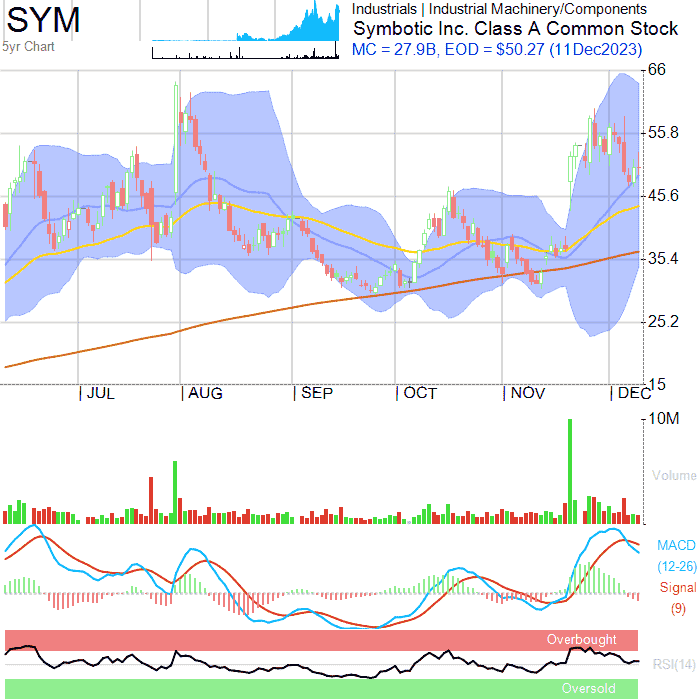 SYM
5yr Chart
Industrials | Industrial Machinery/Components
Symbotic Inc. Class A Common Stock
MC = 27.9B, EOD = $50.27 (11Dec2023)
66
55.8
45.6
35.4
25.2
15
JUL
AUG
SEP
OCT
NOV
DEC
10M
Volume
MACD
(12-26)
Signal
(9)
Overbought
RSI(14)
Oversold